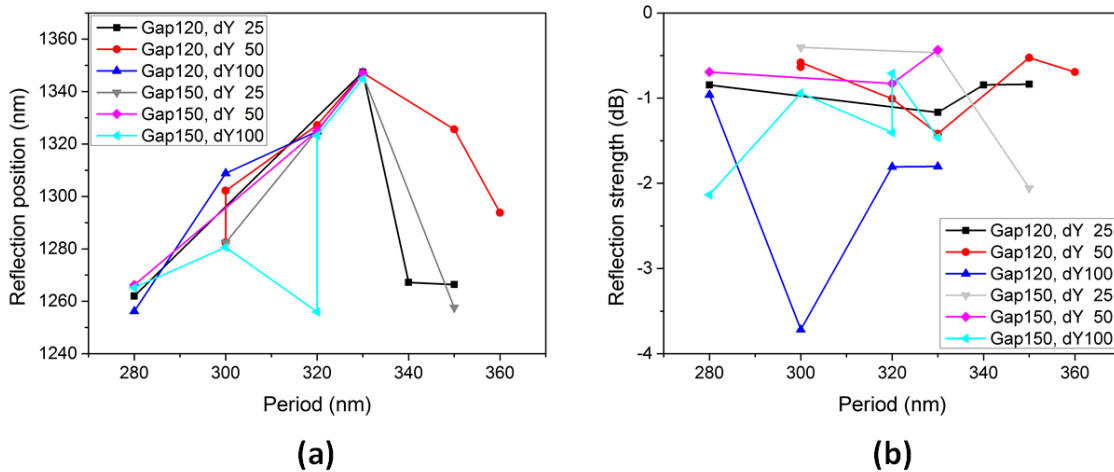 Gap120, dY 25
Gap120, dY 50
Gap120, dY100
Gap150, dY 25
Gap150, dY 50
Gap150, dY100
Reflection position (nm)
1360
1340
1320
1300
1280
1260
1240
280 300 320 340 360
Period (nm)
(a)
Reflection strength (dB)
0
-1
-2
-3
-4
Gap120, dY 25
Gap120, dY 50
Gap120, dY100
Gap150, dY 25
Gap150, dY 50
Gap150, dY100
280 300 320 340 360
Period (nm)
(b)